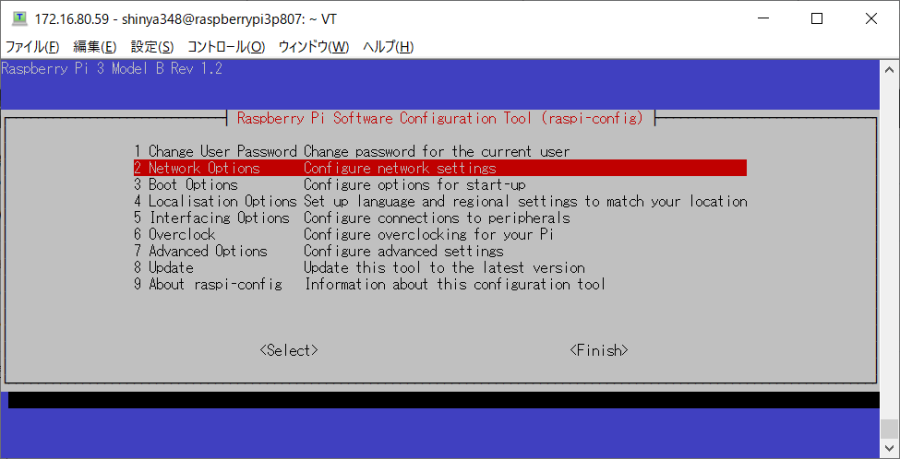 172.16.80.59 - shinya348@raspberrypi3p807: ~ VT
ファイル(F) 編集(E) 設定(S) コントロール(O) ウィンドウ(W) ヘルプ(H)
Raspberry Pi 3 Model B Rev 1.2
Raspberry Pi Software Configuration Tool (raspi-config)
1 Change User Password Change password for the current user
2 Network Options Configure network settings
3 Boot Options Configure options for start-up
4 Localisation Options Set up language and regional settings to match your location
5 Interfacing Options Configure connections to peripherals
6 Overclock Configure overclocking for your Pi
7 Advanced Options Configure advanced settings
8 Update Update this tool to the latest version
9 About raspi-config Information about this configuration tool
<Select> <Finish>